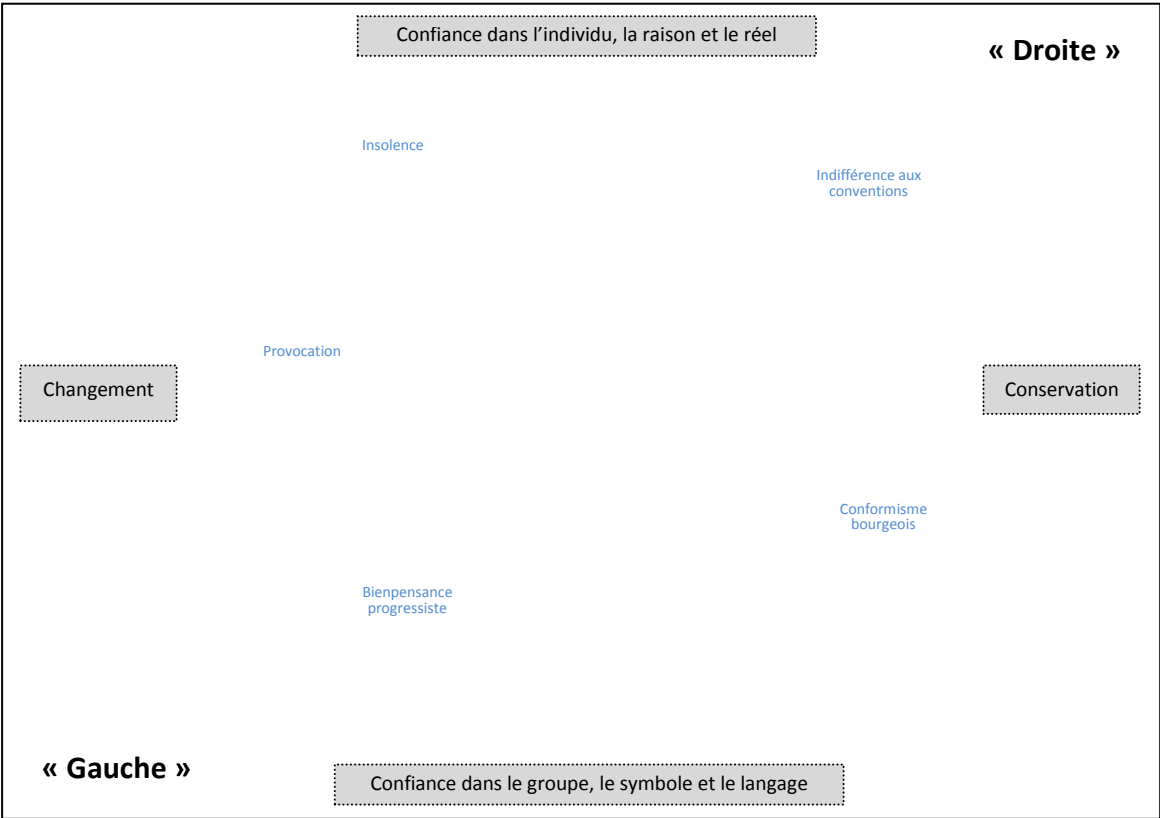 Confiance dans l’individu, la raison et le réel
« Droite »
Insolence
Indifférence aux
conventions
Provocation
Changement
Conservation
Conformisme
bourgeois
Bienpensance
progressiste
« Gauche »
Confiance dans le groupe, le symbole et le langage